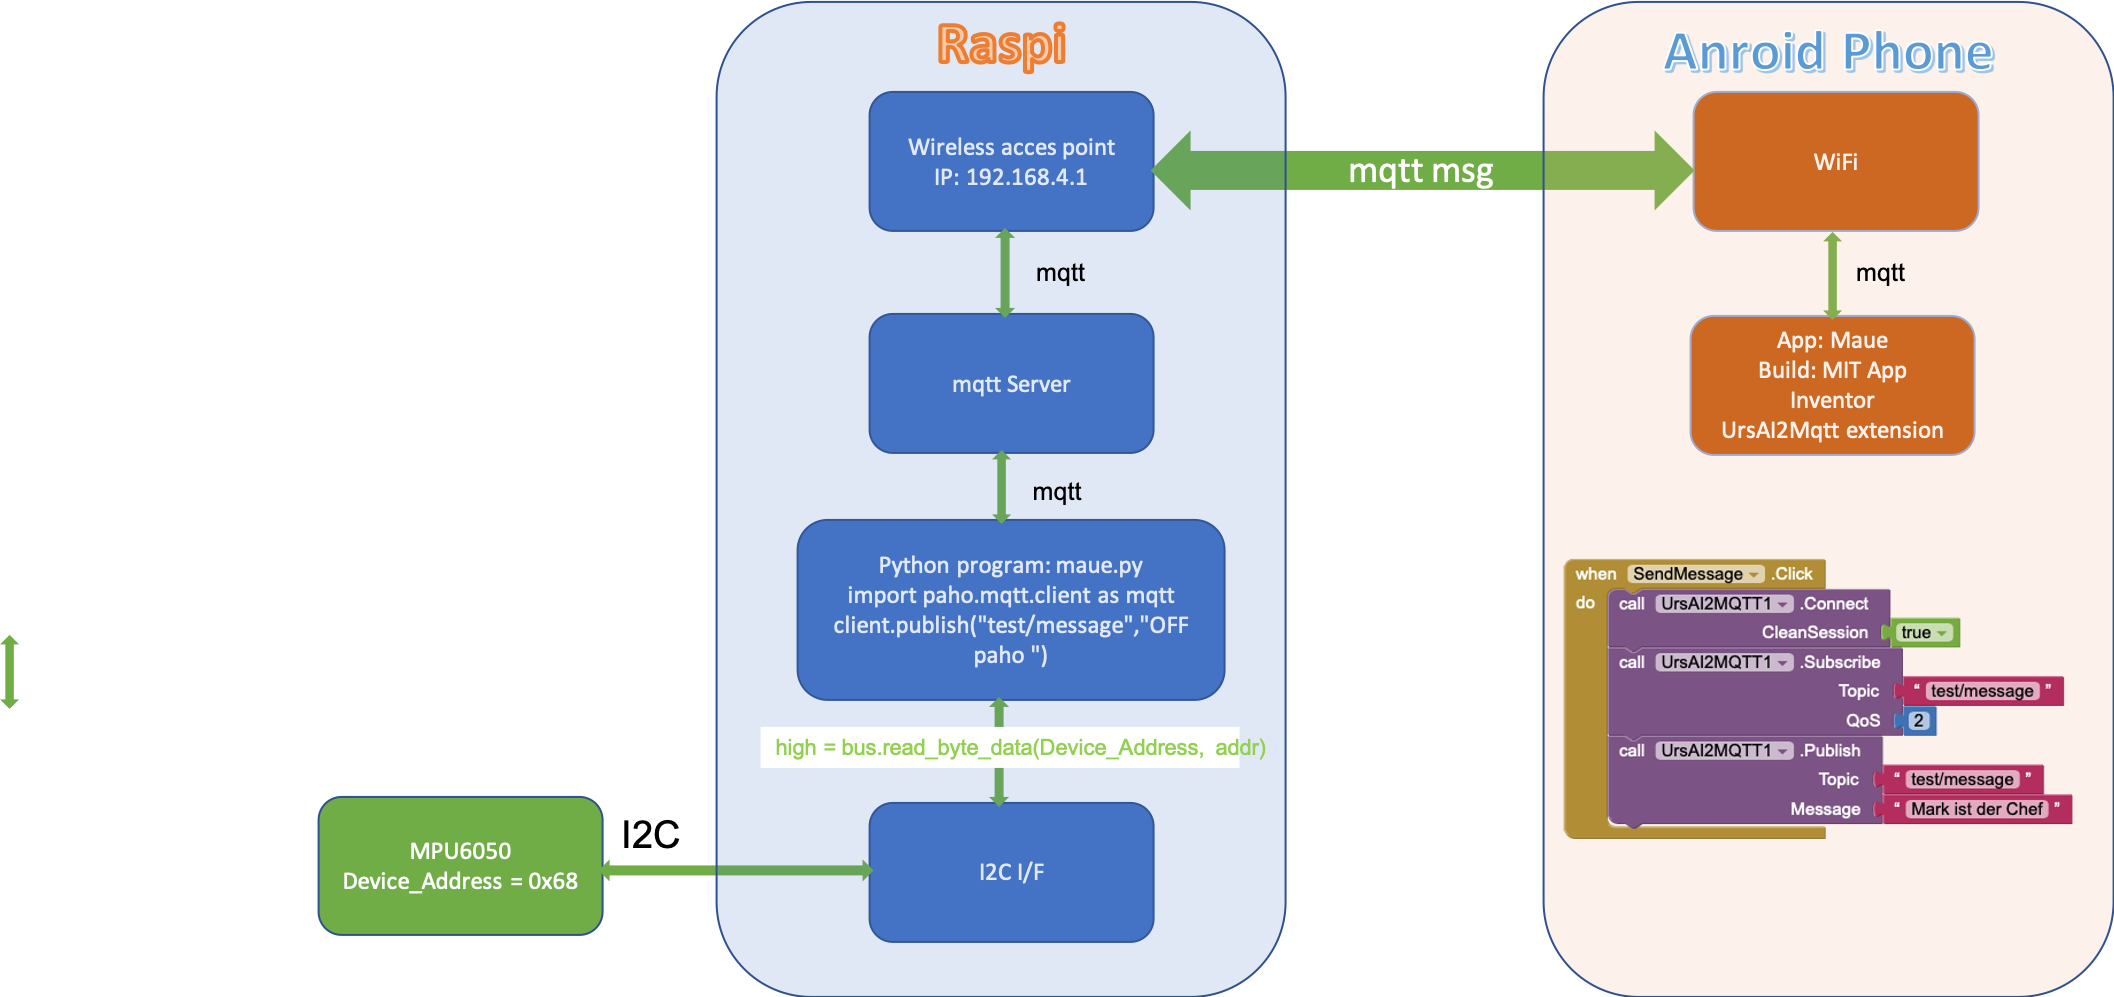 Raspi
Wireless acces point
IP: 192.168.4.1
mqtt
mqtt Server
mqtt
Python program: maue.py
import paho.mqtt.client as mqtt
client.publish("test/message","OFF
paho ")
high = bus.read_byte_data(Device_Address, addr)
I2C I/F
I2C
MPU6050
Device_Address = 0x68
mqtt msg
Anroid Phone
WiFi
mqtt
App: Maue
Build: MIT App
Inventor
UrsAI2Mqtt extension
when SendMessage .Click
do call UrsAI2MQTT1 .Connect
CleanSession true
call UrsAI2MQTT1 .Subscribe
Topic “ test/message ”
QoS 2
call UrsAI2MQTT1 .Publish
Topic “ test/message ”
Message “ Mark ist der Chef ”